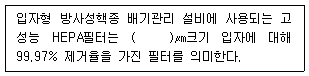 입자형 방사성핵종 배기관리 설비에 사용되는 고
성능 HEPA필터는 (     )㎛크기 입자에 대해
99.97% 제거율을 가진 필터를 의미한다.